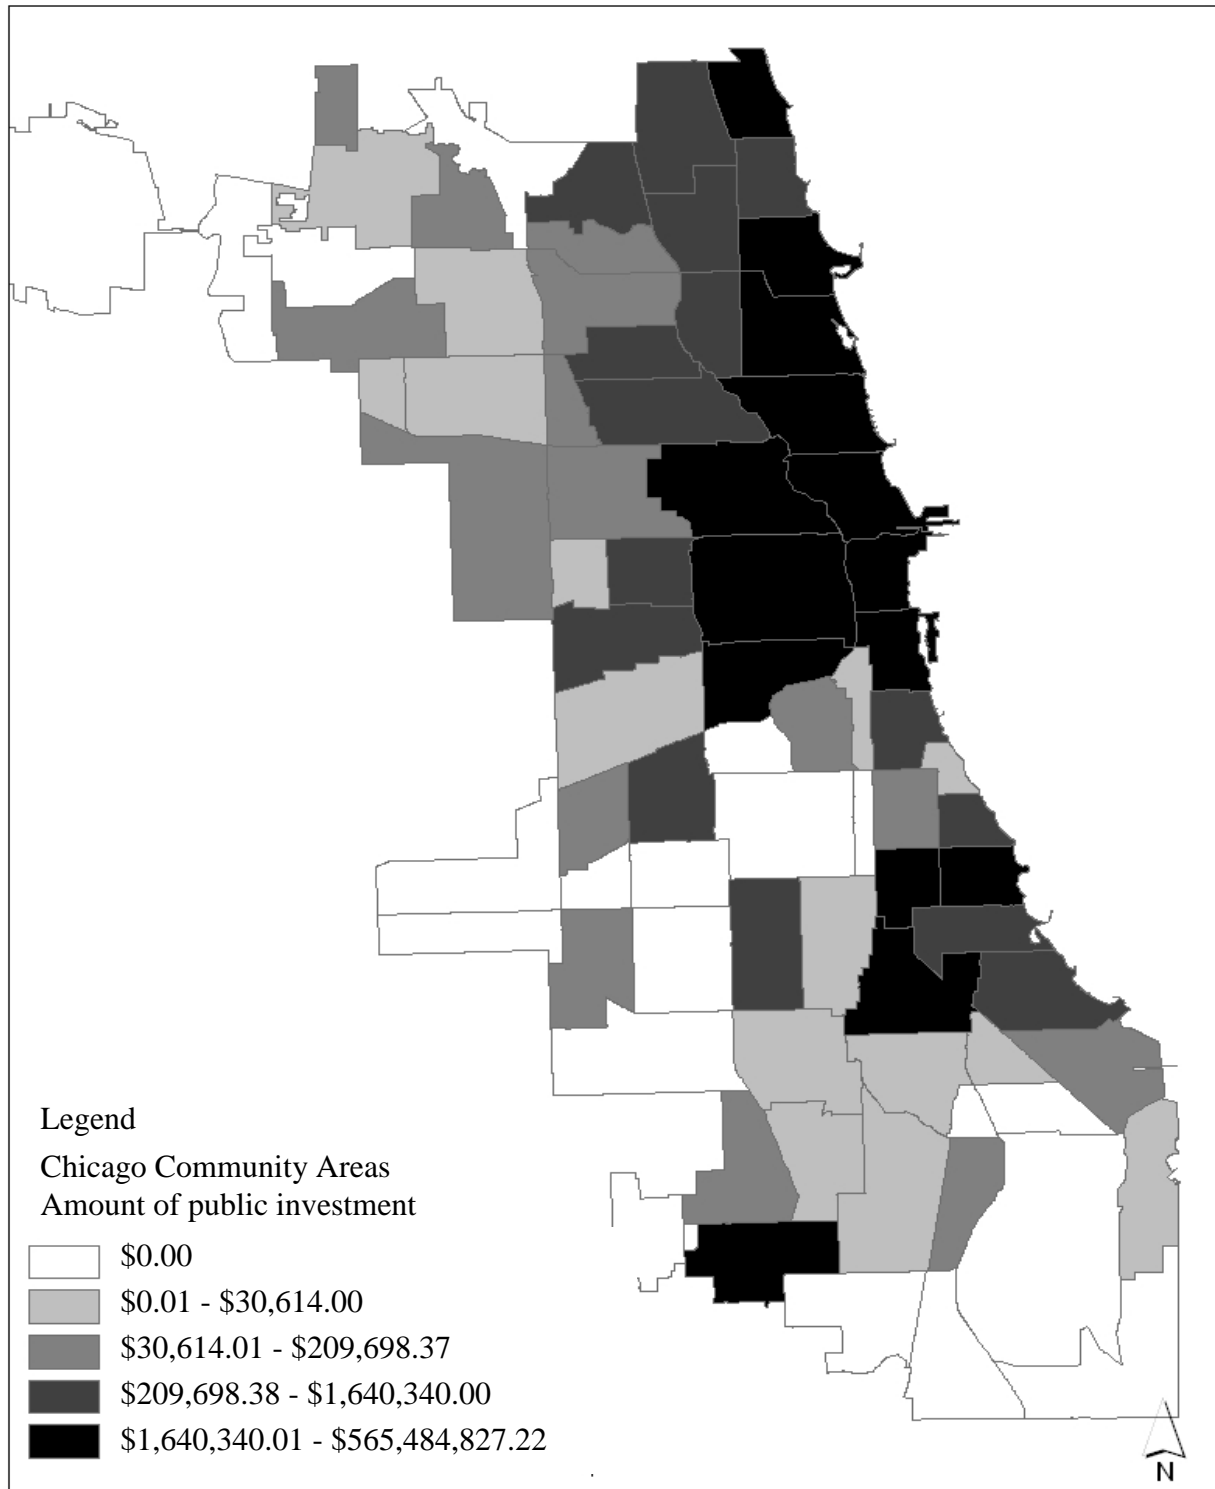 Legend
Chicago Community Areas
Amount of public investment
$0.00
$0.01 - $30,614.00
$30,614.01 - $209,698.37
$209,698.38 - $1,640,340.00
$1,640,340.01 - $565,484,827.22
N